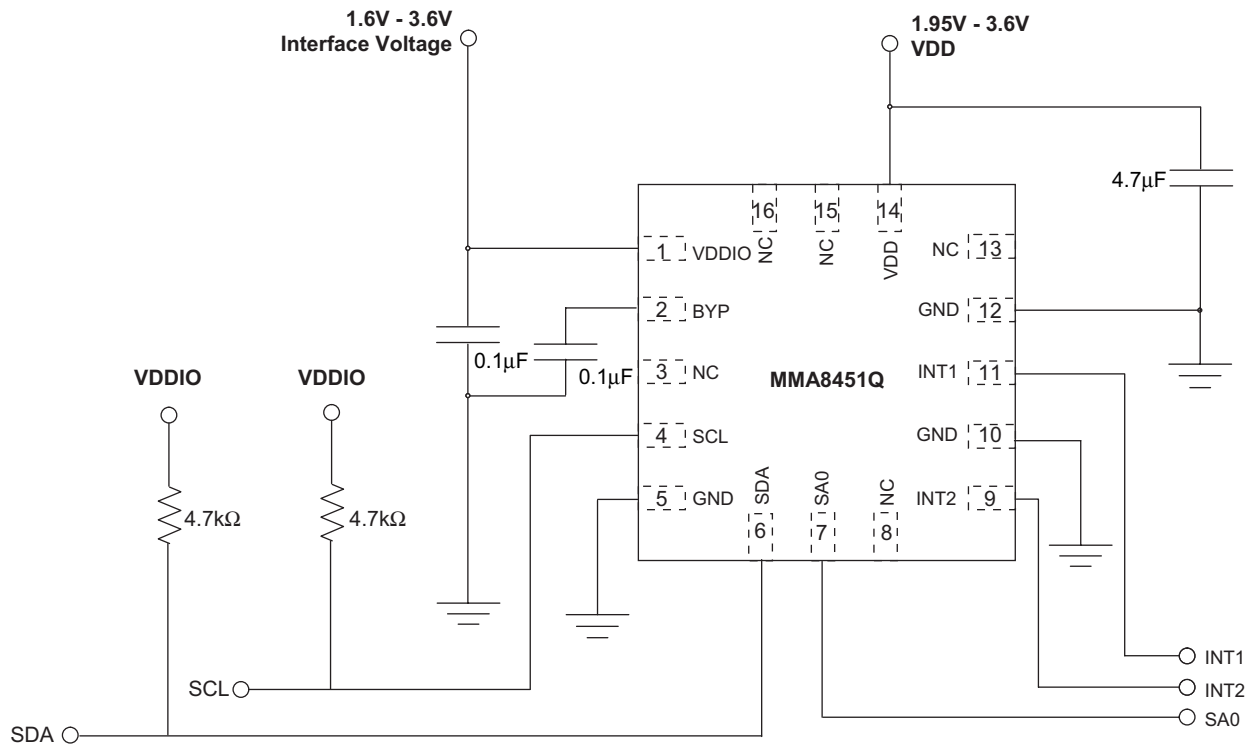 1.6V - 3.6V
Interface Voltage
1.95V - 3.6V
VDD
4.7μF
16
15
14
NC
NC
VDD
1
VDDIO
NC
13
2
BYP
GND
12
0.1μF
0.1μF
3
NC
MMA8451Q
INT1
11
VDDIO
VDDIO
4
SCL
GND
10
5
GND
SDA
SA0
NC
INT2
9
6
7
8
4.7kΩ
4.7kΩ
INT1
SCL
INT2
SA0
SDA